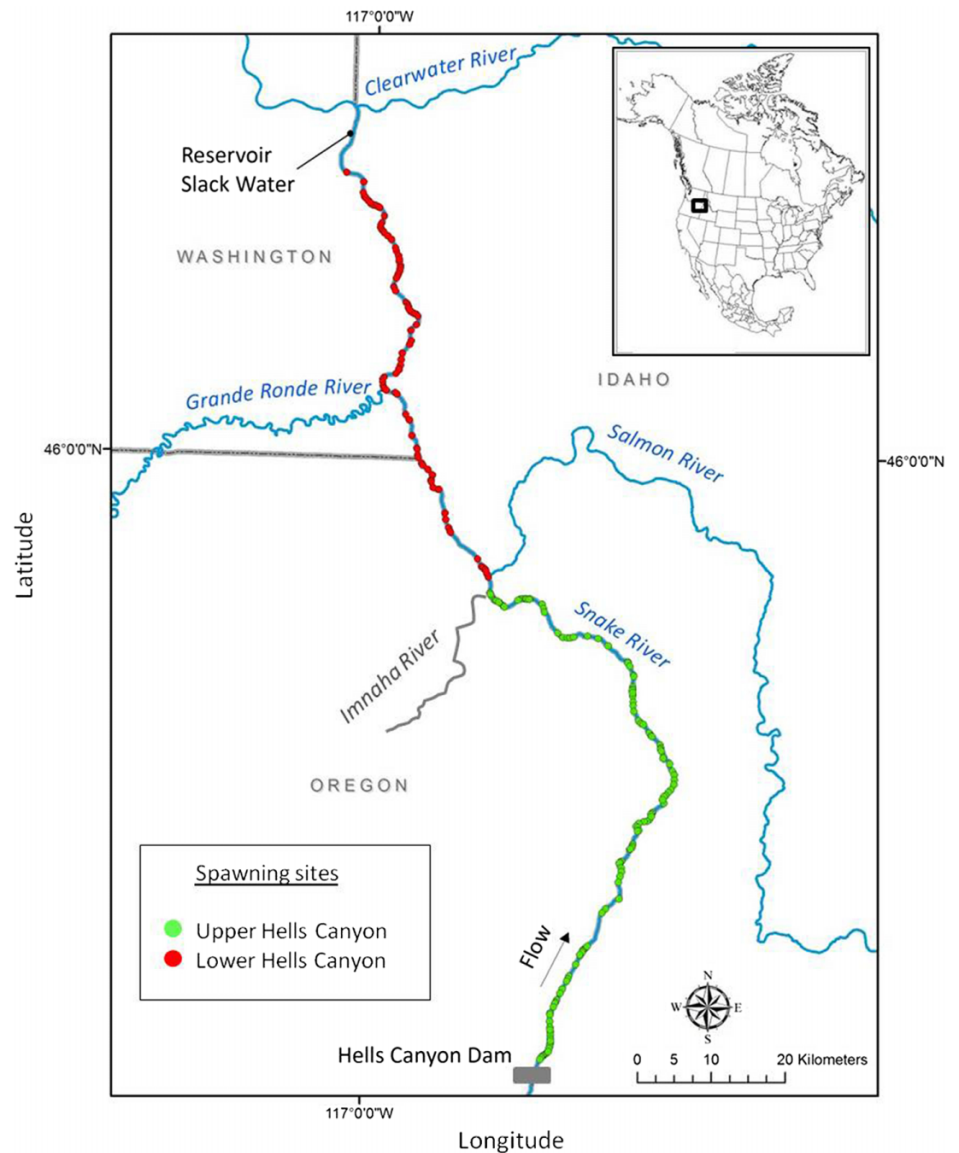 117°0'0"W
Clearwater River
Reservoir
Slack Water
WASHINGTON
IDAHO
Grande Ronde River
Salmon River
46°0'0"N
46°0'0"N
Latitude
Snake River
Imnaha River
OREGON
Spawning sites
Upper Hells Canyon
Lower Hells Canyon
Flow
N
W E
S
Hells Canyon Dam
0 5 10 20 Kilometers
117°0'0"W
Longitude